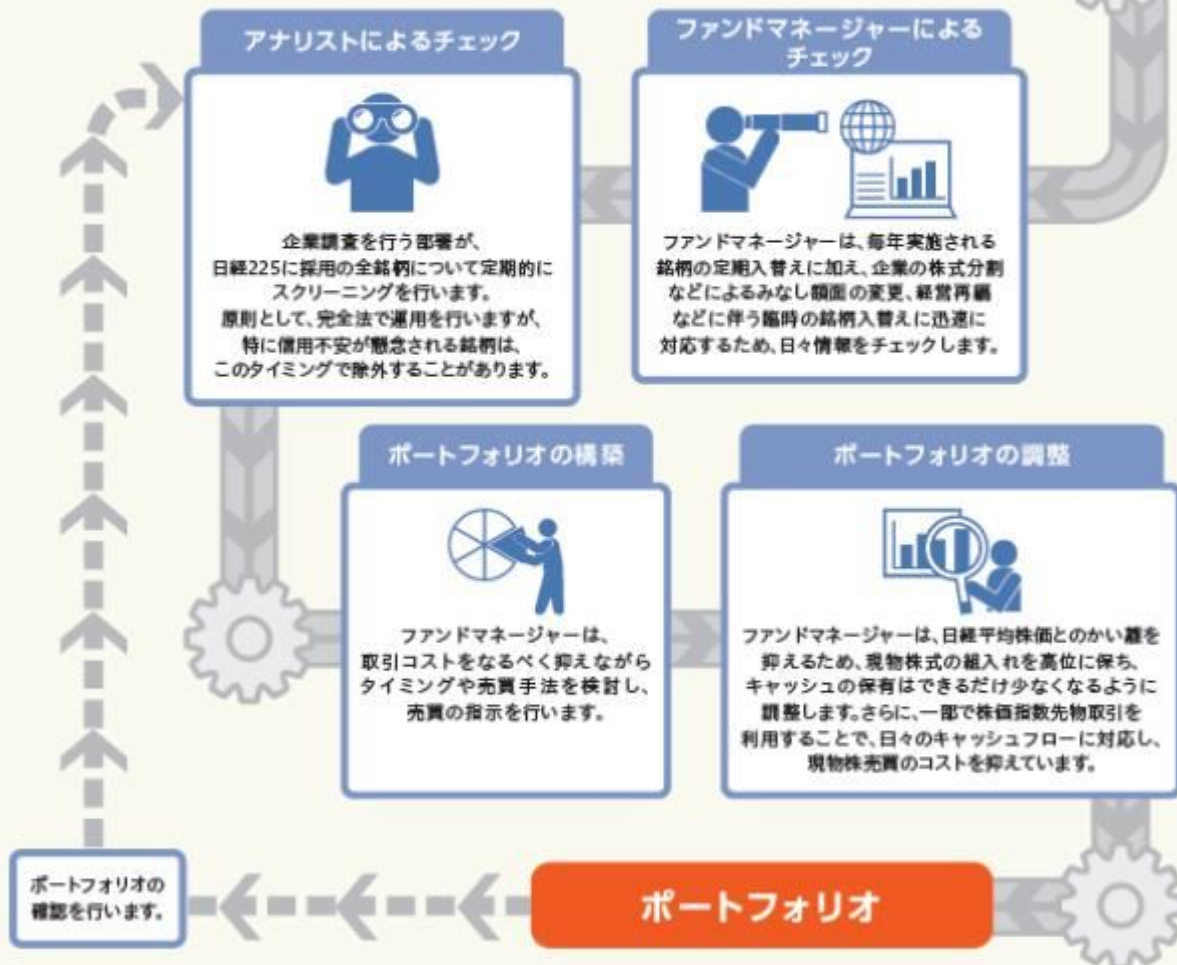 アナリストによるチェック
企業調査を行う部署が、
日経225に採用の全銘柄について定期的に
スクリーニングを行います。
原則として、完全法で運用を行いますが、
特に信用不安が懸念される銘柄は、
このタイミングで除外することがあります。
ファンドマネージャーによる
チェック
ファンドマネージャーは、毎年実施される
銘柄の定期入替えに加え、企業の株式分割
などによるみなし額面の変更、経営再編
などに伴う臨時の銘柄入替えに迅速に
対応するため、日々情報をチェックします。
ポートフォリオの構築
ファンドマネージャーは、
取引コストをなるべく抑えながら
タイミングや売買手法を検討し、
売買の指示を行います。
ポートフォリオの調整
ファンドマネージャーは、日経平均株価とのかい離を
抑えるため、現物株式の組入れを高位に保ち、
キャッシュの保有はできるだけ少なくなるように
調整します。さらに、一部で株価指数先物取引を
利用することで、日々のキャッシュフローに対応し、
現物株売買のコストを抑えています。
ポートフォリオの
確認を行います。
ポートフォリオ